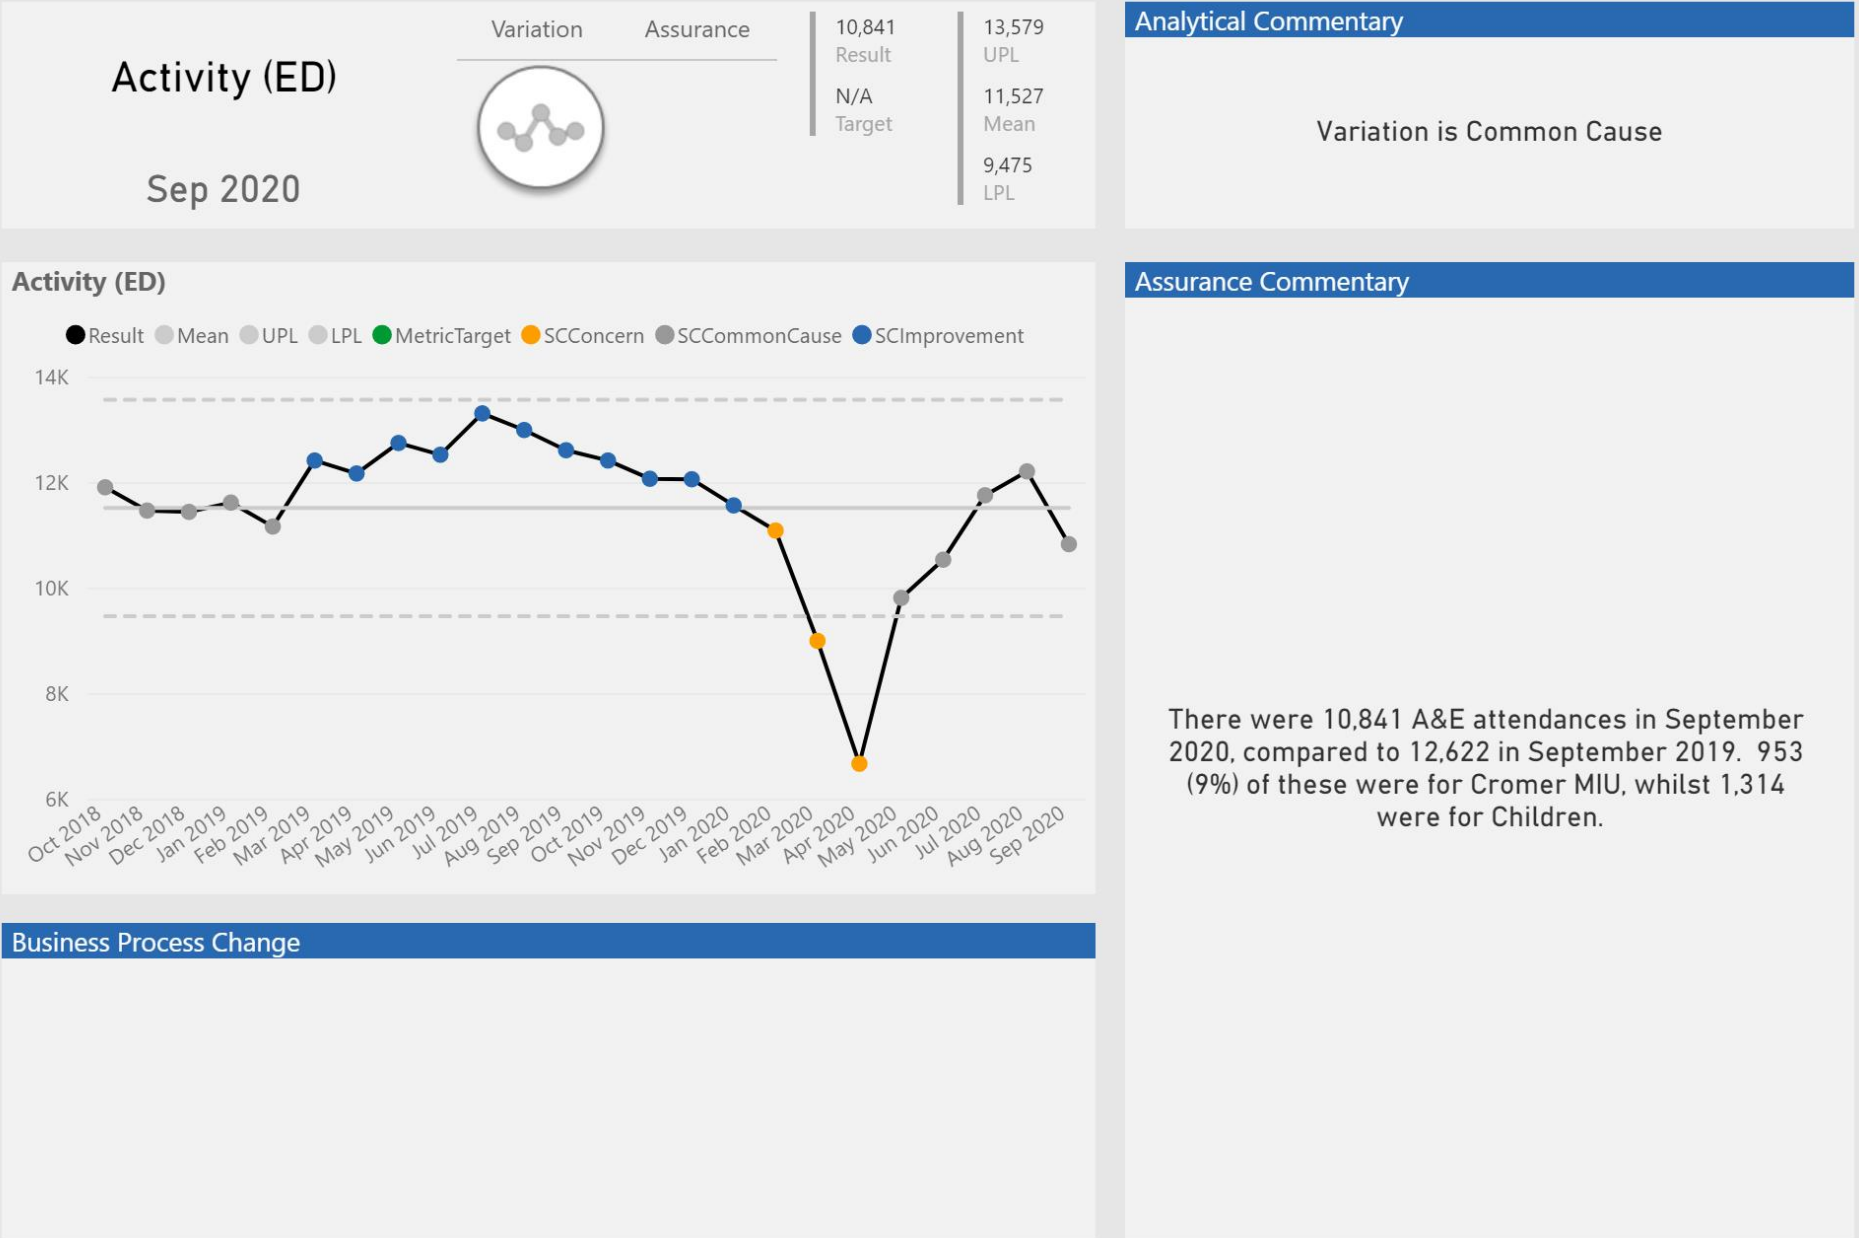 Activity (ED)
Sep 2020
Variation Assurance
10,841
Result
N/A
Target
13,579
UPL
11,527
Mean
9,475
LPL
Analytical Commentary
Variation is Common Cause
Activity (ED)
Result Mean UPL LPL MetricTarget SCConcern SCCommonCause SCImprovement
14K
12K
10K
8K
6K
Oct 2018
Nov 2018
Dec 2018
Jan 2019
Feb 2019
Mar 2019
Apr 2019
May 2019
Jun 2019
Jul 2019
Aug 2019
Sep 2019
Oct 2019
Nov 2019
Dec 2019
Jan 2020
Feb 2020
Mar 2020
Apr 2020
May 2020
Jun 2020
Jul 2020
Aug 2020
Sep 2020
Assurance Commentary
There were 10,841 A&E attendances in September
2020, compared to 12,622 in September 2019.  953
(9%) of these were for Cromer MIU, whilst 1,314
were for Children.
Business Process Change